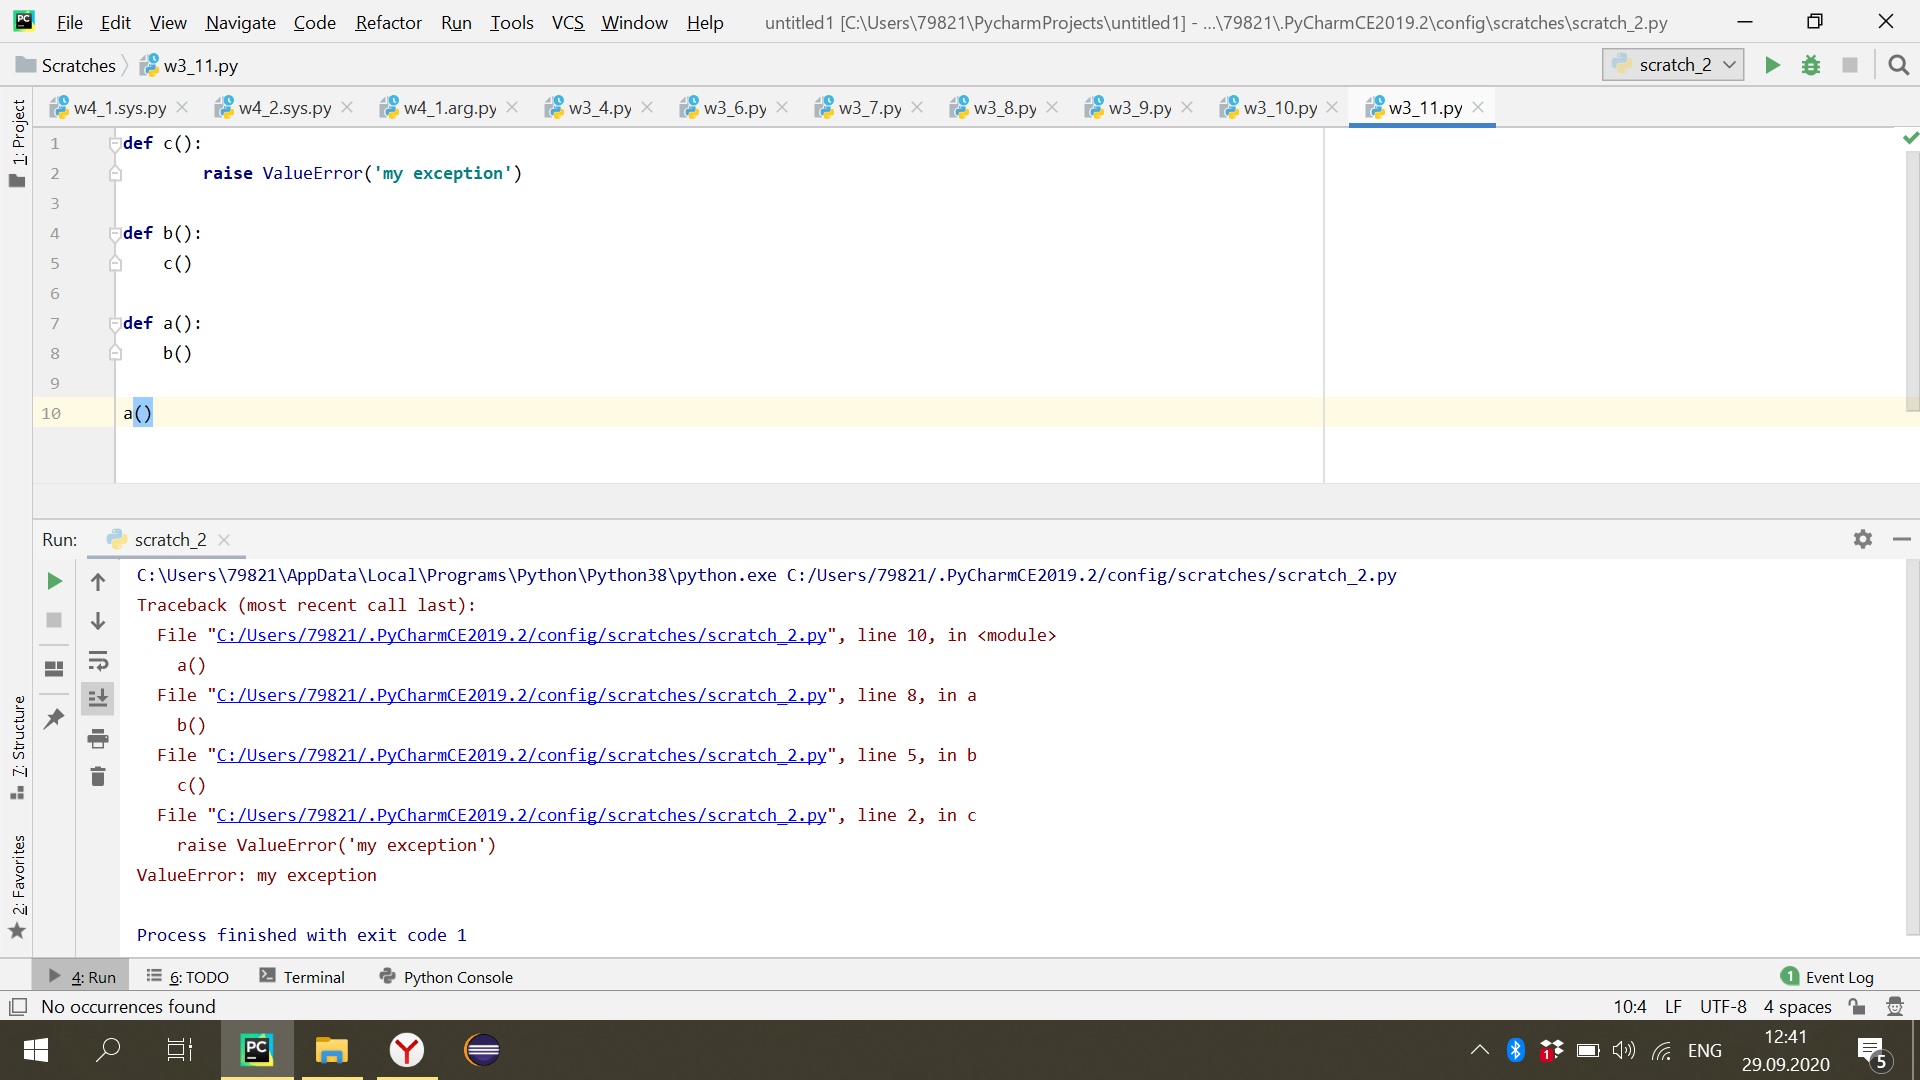 PC File Edit View Navigate Code Refactor Run Tools VCS Window Help untitled1 [C:\Users\79821\PycharmProjects\untitled1] - ...\79821\.PyCharmCE2019.2\config\scratches\scratch_2.py
Scratches w3_11.py scratch_2
w4_1.sys.py w4_2.sys.py w4_1.arg.py w3_4.py w3_6.py w3_7.py w3_8.py w3_9.py w3_10.py w3_11.py
1: Project
1 def c():
2 raise ValueError('my exception')
3
4 def b():
5 c()
6
7 def a():
8 b()
9
10 a()
Run: scratch_2
C:\Users\79821\AppData\Local\Programs\Python\Python38\python.exe C:/Users/79821/.PyCharmCE2019.2/config/scratches/scratch_2.py
Traceback (most recent call last):
File "C:/Users/79821/.PyCharmCE2019.2/config/scratches/scratch_2.py", line 10, in <module>
a()
File "C:/Users/79821/.PyCharmCE2019.2/config/scratches/scratch_2.py", line 8, in a
b()
File "C:/Users/79821/.PyCharmCE2019.2/config/scratches/scratch_2.py", line 5, in b
c()
File "C:/Users/79821/.PyCharmCE2019.2/config/scratches/scratch_2.py", line 2, in c
raise ValueError('my exception')
ValueError: my exception
Process finished with exit code 1
7: Structure
2: Favorites
4: Run 6: TODO Terminal Python Console 1 Event Log
No occurrences found 10:4 LF UTF-8 4 spaces
PC 1 ENG 12:41 5
29.09.2020